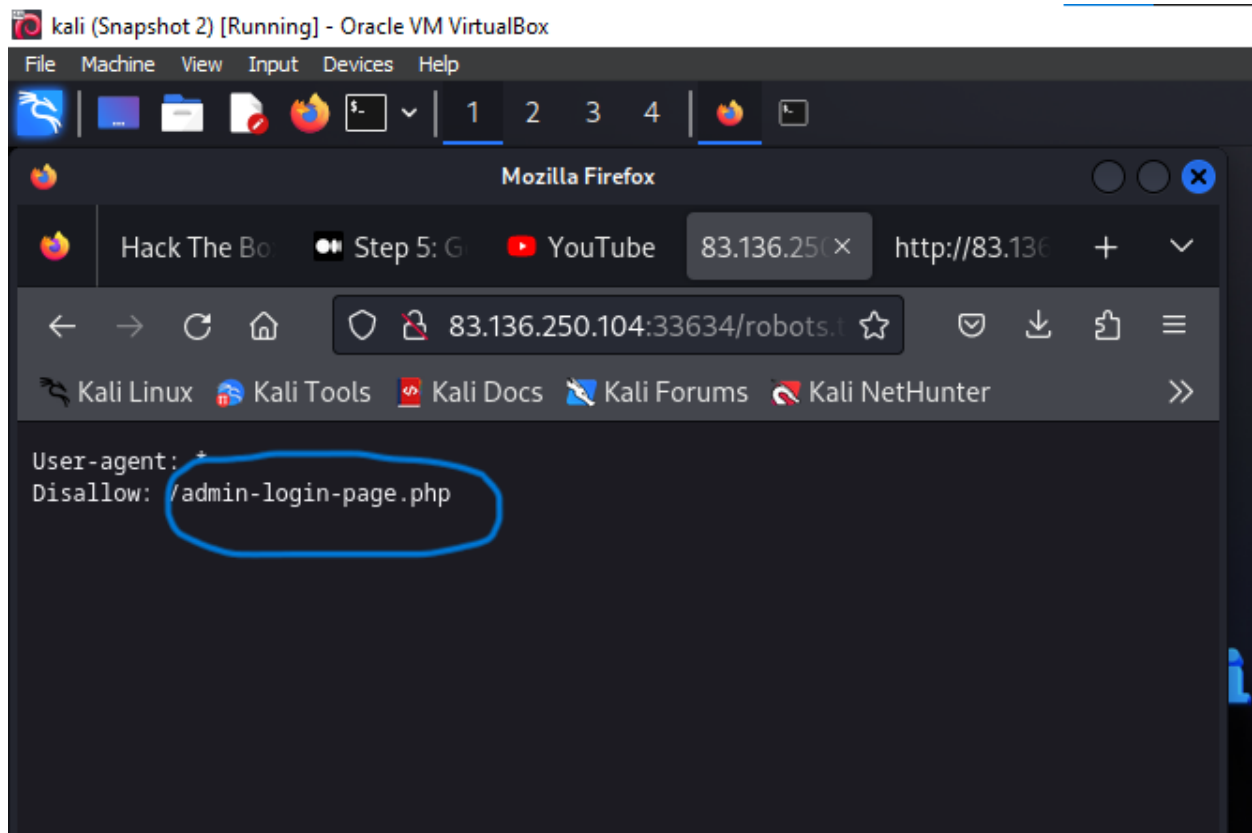 kali (Snapshot 2) [Running] - Oracle VM VirtualBox
File Machine View Input Devices Help
1 2 3 4
Mozilla Firefox
Hack The Bo Step 5: G YouTube 83.136.250 http://83.136
83.136.250.104:33634/robots.t
Kali Linux Kali Tools Kali Docs Kali Forums Kali NetHunter
User-agent: *
Disallow: /admin-login-page.php